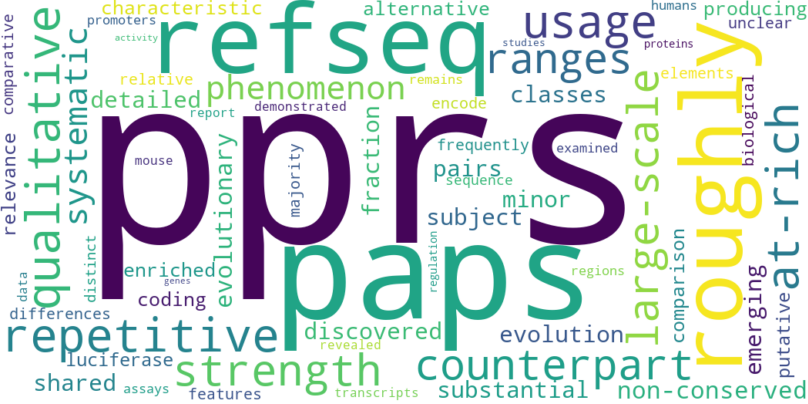 characteristic
promoters
activity
refseq
alternative
humans
producing
unclear
usage
studies
proteins
ranges
comparative
qualitative
systematic
relative
phenomenon
remains
elements
detailed
report
demonstrated
encode
classes
pprs
mouse
majority
fraction
frequently
examined
pairs
sequence
minor
subject
large-scale
roughly
biological
at-rich
relevance
evolutionary
paps
regulation
regions
comparison
emerging
putative
data
distinct
enriched
genes
coding
differences
repetitive
discovered
revealed
evolution
luciferase
strength
counterpart
shared
assays
features
transcripts
substantial
non-conserved